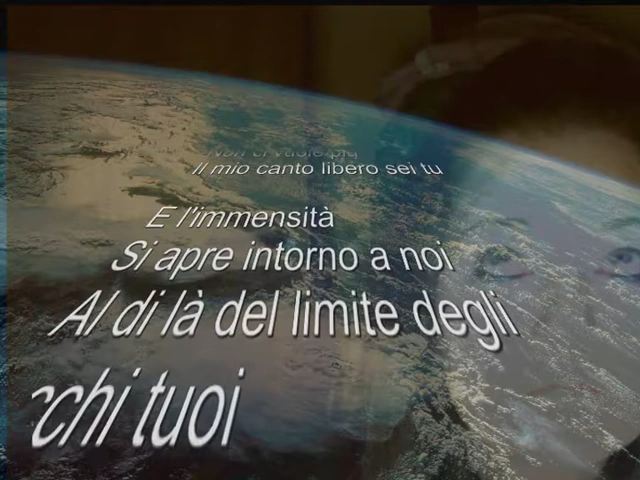 Il mio canto libero sei tu
E l'immensità
Si apre intorno a noi
Al di là del limite degli
cchi tuoi